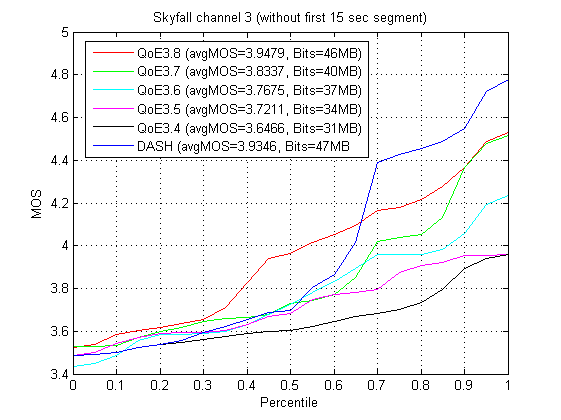 Skyfall channel 3 (without first 15 sec segment)
5
4.8
4.6
4.4
4.2
4
3.8
3.6
3.4
MOS
QoE3.8 (avgMOS=3.9479, Bits=46MB)
QoE3.7 (avgMOS=3.8337, Bits=40MB)
QoE3.6 (avgMOS=3.7675, Bits=37MB)
QoE3.5 (avgMOS=3.7211, Bits=34MB)
QoE3.4 (avgMOS=3.6466, Bits=31MB)
DASH (avgMOS=3.9346, Bits=47MB
0 0.1 0.2 0.3 0.4 0.5 0.6 0.7 0.8 0.9 1
Percentile